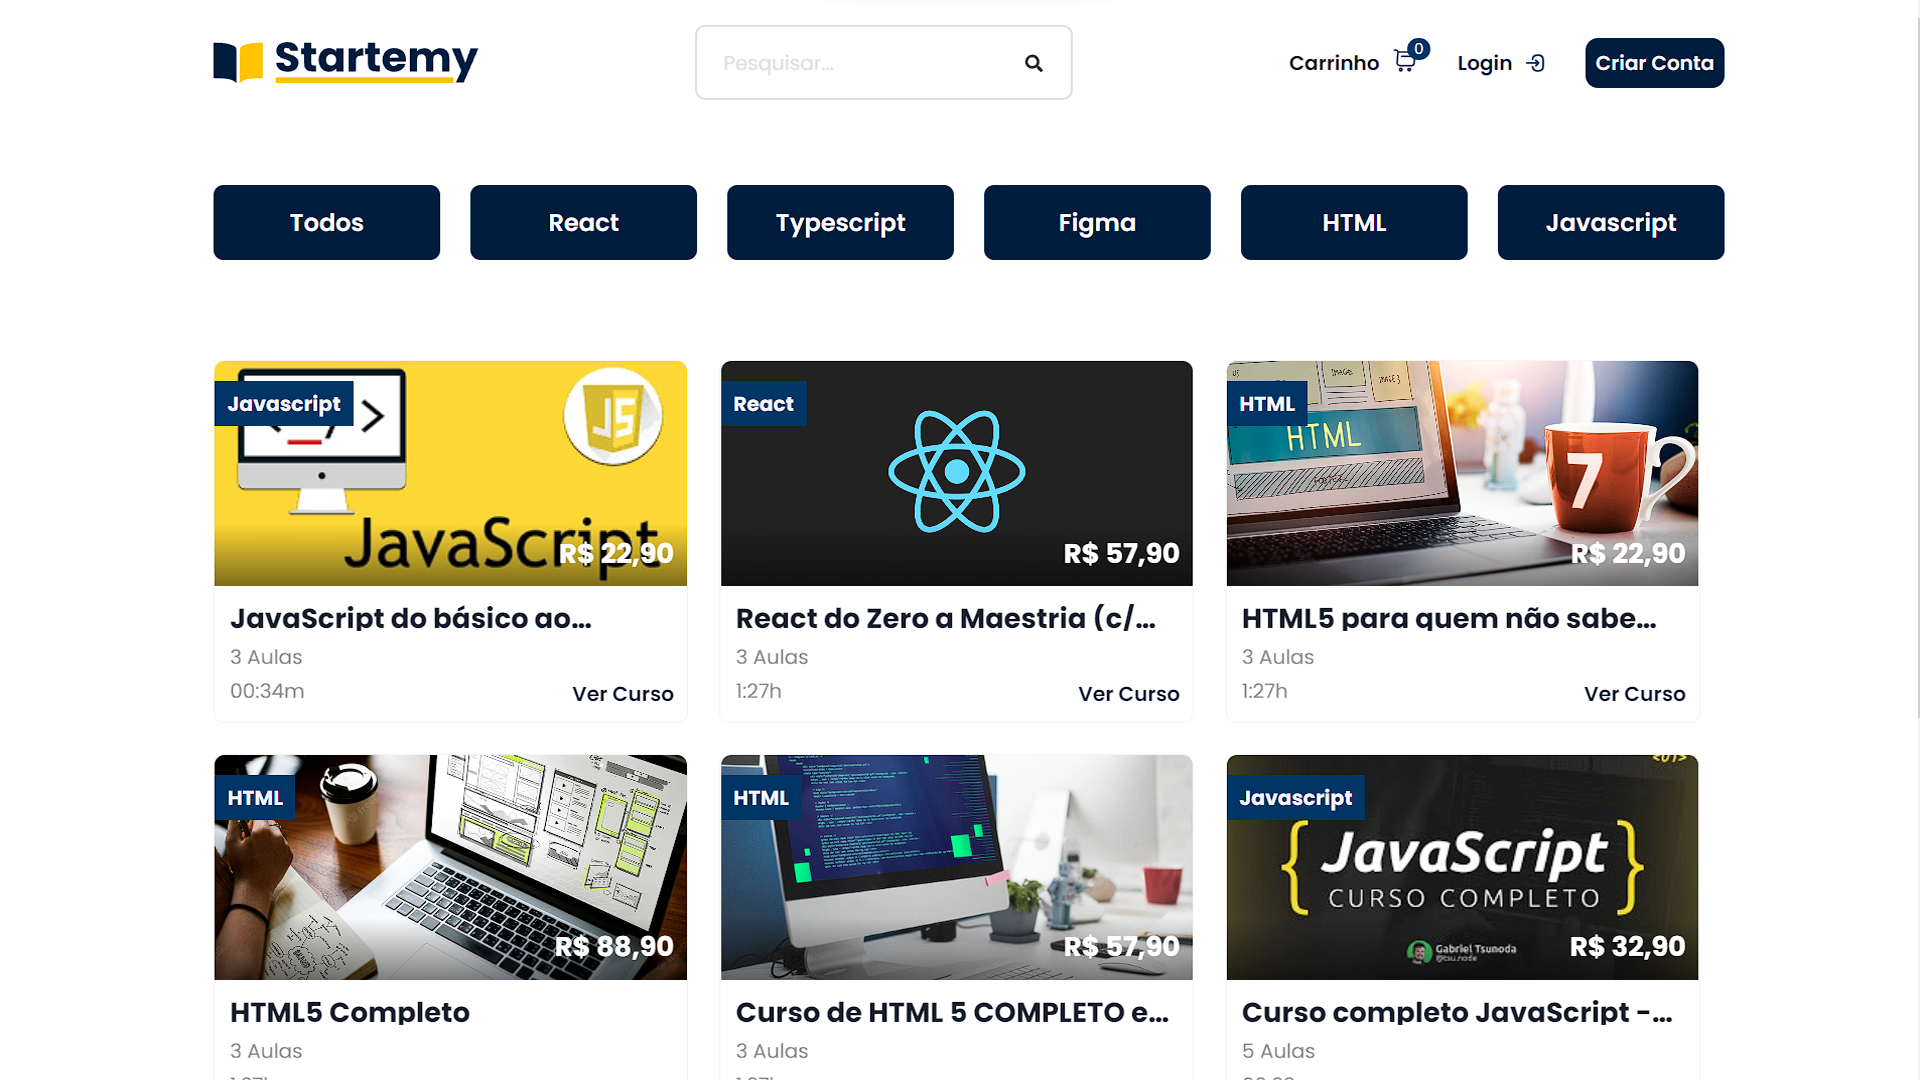 Startemy
Pesquisar...
Carrinho 0
Login
Criar Conta
Todos
React
Typescript
Figma
HTML
Javascript
Javascript
JS
JavaScript
R$ 22,90
JavaScript do básico ao...
3 Aulas
00:34m
Ver Curso
React
R$ 57,90
React do Zero a Maestria (c/...
3 Aulas
1:27h
Ver Curso
HTML
IMAGE
HTML
7
R$ 22,90
HTML5 para quem não sabe...
3 Aulas
1:27h
Ver Curso
HTML
R$ 88,90
HTML5 Completo
3 Aulas
HTML
R$ 57,90
Curso de HTML 5 COMPLETO e...
3 Aulas
Javascript
{JavaScript}
CURSO COMPLETO
Gabriel Tsunoda
@tsu.node
R$ 32,90
Curso completo JavaScript -...
5 Aulas